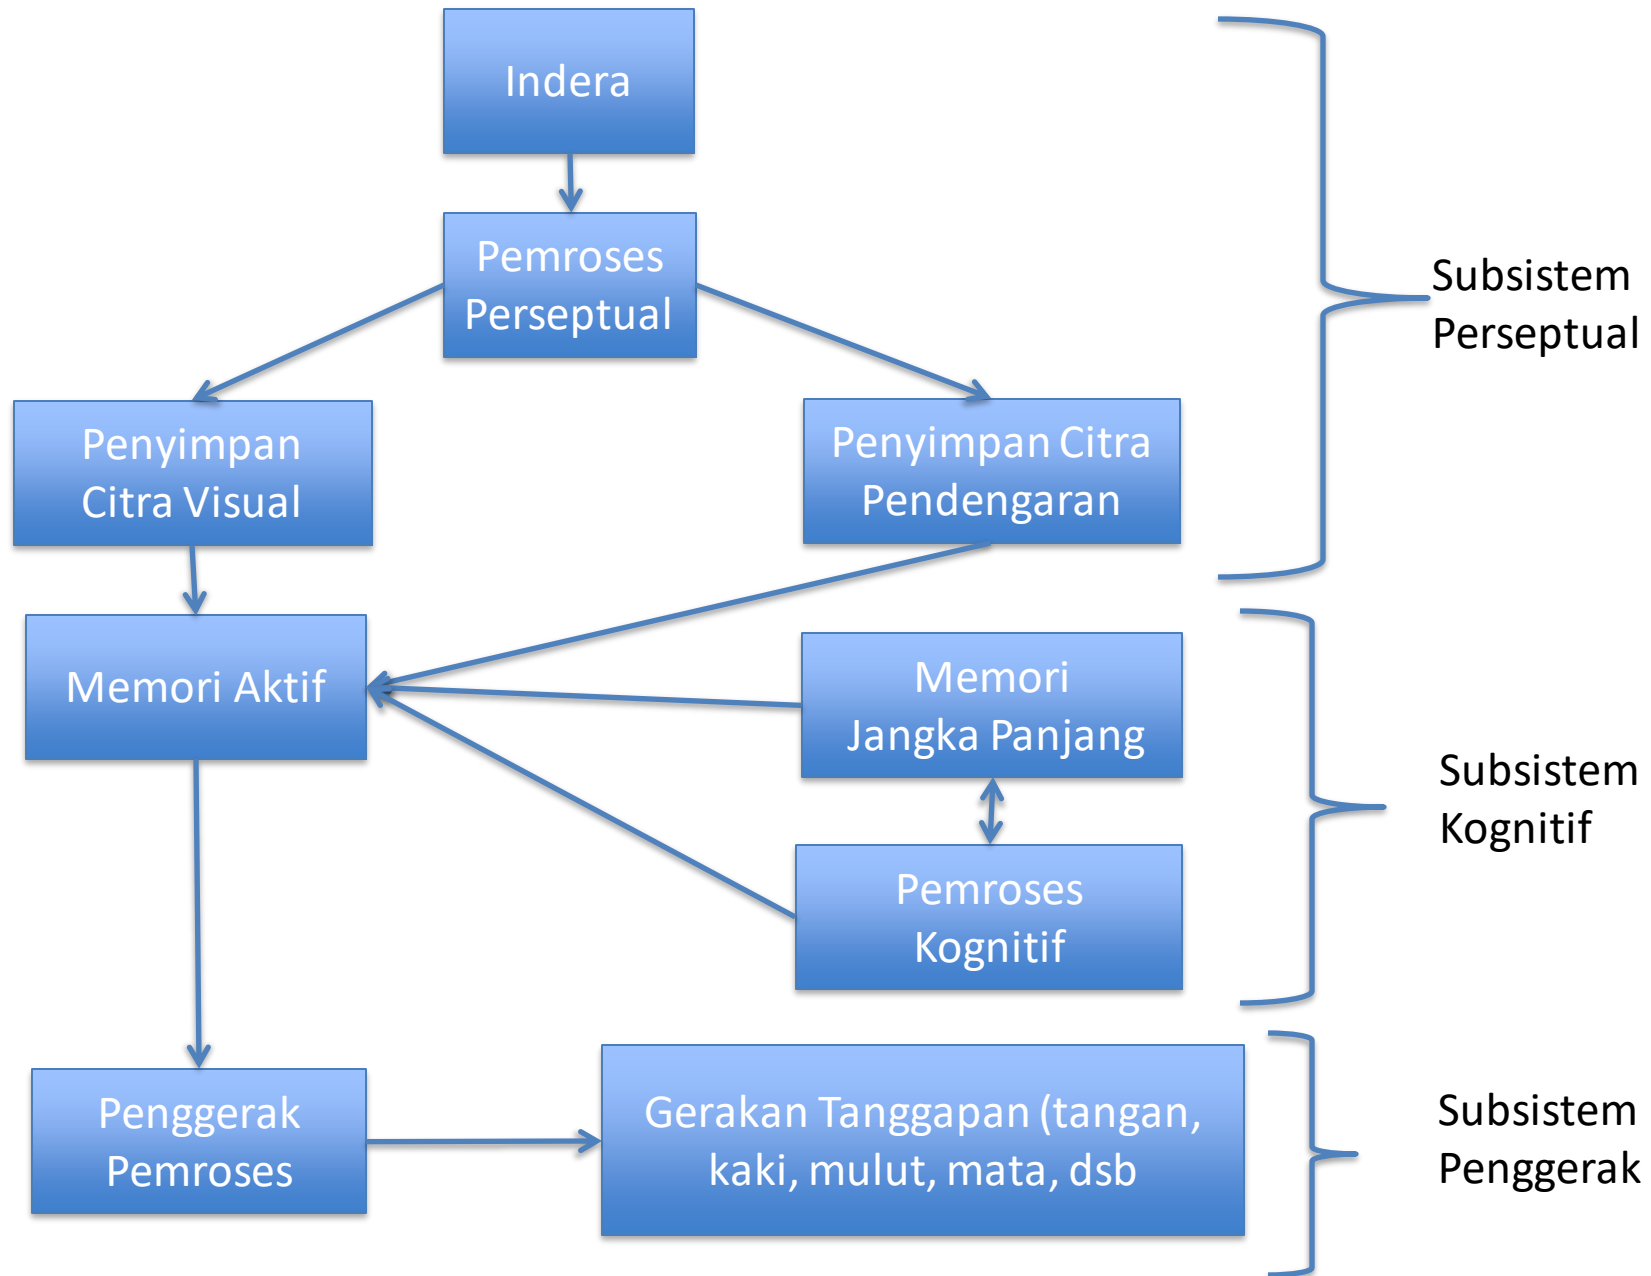 Indera
Pemroses
Perseptual
Subsistem
Perseptual
Penyimpan
Citra Visual
Penyimpan Citra
Pendengaran
Memori Aktif
Memori
Jangka Panjang
Subsistem
Kognitif
Pemroses
Kognitif
Penggerak
Pemroses
Gerakan Tanggapan (tangan,
kaki, mulut, mata, dsb
Subsistem
Penggerak